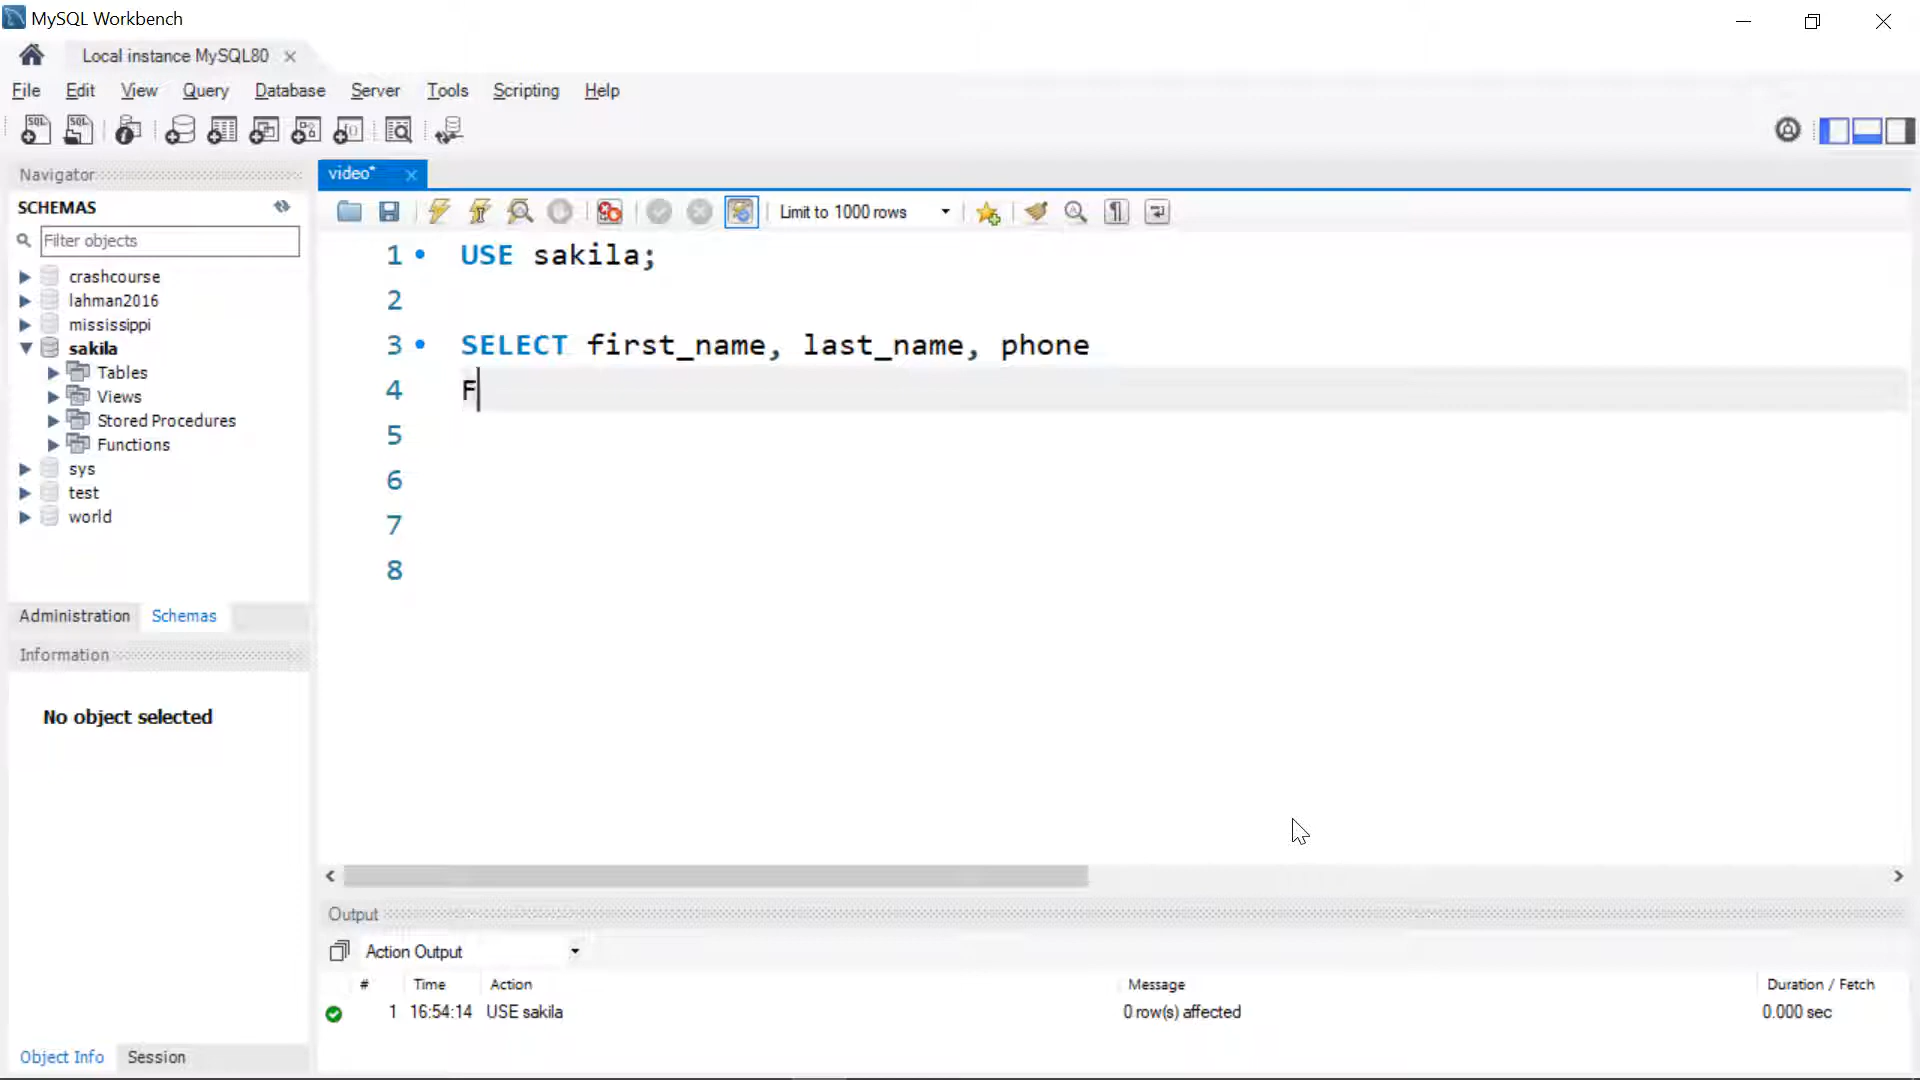 MySQL Workbench
Local instance MySQL80
File Edit View Query Database Server Tools Scripting Help
SQL SQL
Navigator
SCHEMAS
Filter objects
crashcourse
lahman2016
mississippi
sakila
Tables
Views
Stored Procedures
Functions
sys
test
world
Administration Schemas
Information
No object selected
Object Info Session
video*
Limit to 1000 rows
1 USE sakila;
2
3 SELECT first_name, last_name, phone
4 F
5
6
7
8
Output
Action Output
# Time Action Message Duration / Fetch
1 16:54:14 USE sakila 0 row(s) affected 0.000 sec